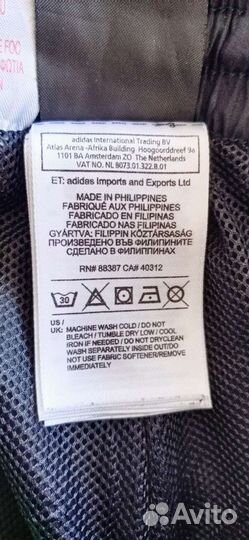 FOC
ΦΩΤΙΑ
adidas International Trading BV
Atlas Arena -Afrika Building Hoogoorddreef 9a
1101 BA Amsterdam ZO The Netherlands
VAT NO. NL 8073.01.322.B.01
ET: adidas Imports and Exports Ltd
MADE IN PHILIPPINES
FABRIQUÉ AUX PHILIPPINES
FABRICADO EN FILIPINAS
FABRICADO NAS FILIPINAS
GYÁRTVA: FILIPPIN KÖZTÁRSASÁG
ПРОИЗВЕДЕНО ВЪВ ФИЛИПИНИТЕ
СДЕЛАНО В ФИЛИППИНАХ
RN# 88387 CA# 40312
30
US /
UK: MACHINE WASH COLD / DO NOT
BLEACH / TUMBLE DRY LOW / COOL
IRON IF NEEDED / DO NOT DRYCLEAN
WASH SEPARATELY INSIDE OUT/DO
NOT USE FABRIC SOFTENER/REMOVE
IMMEDIATELY
Avito